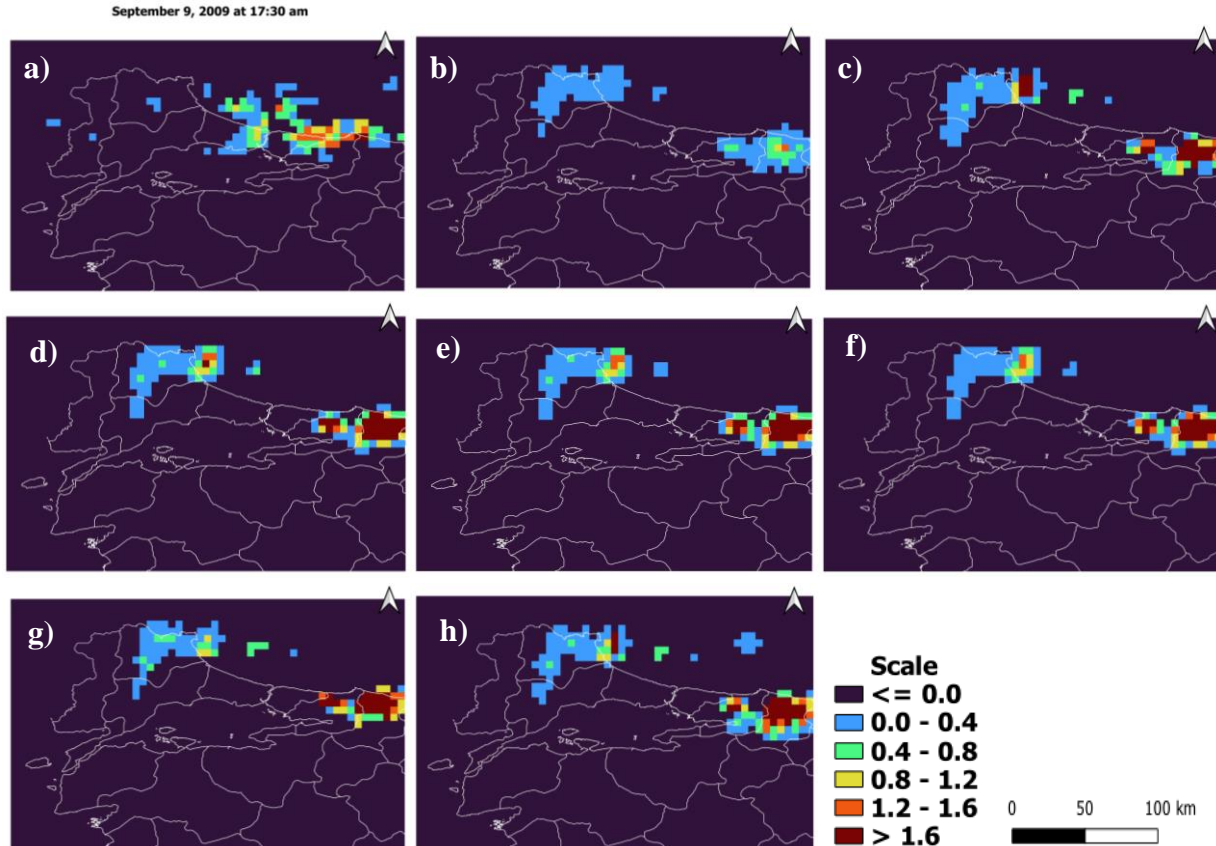 September 9, 2009 at 17:30 am
a)
b)
c)
d)
e)
f)
g)
h)
Scale
<= 0.0
0.0 - 0.4
0.4 - 0.8
0.8 - 1.2
1.2 - 1.6
> 1.6
0 50 100 km